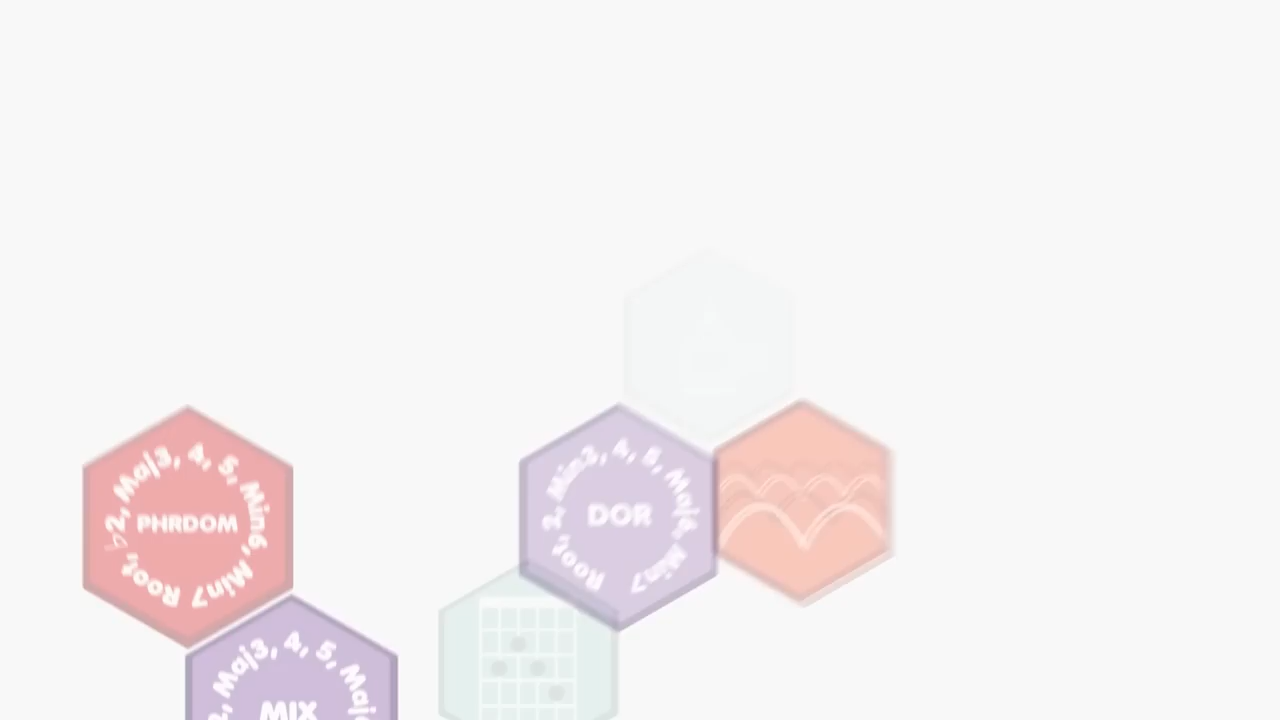 Root, ♭2, Maj3, 4, 5, Min6, Min7
PHRDOM
Root, 2, Min3, 4, 5, Maj6, Min7
DOR
2, Maj3, 4, 5,
MIX